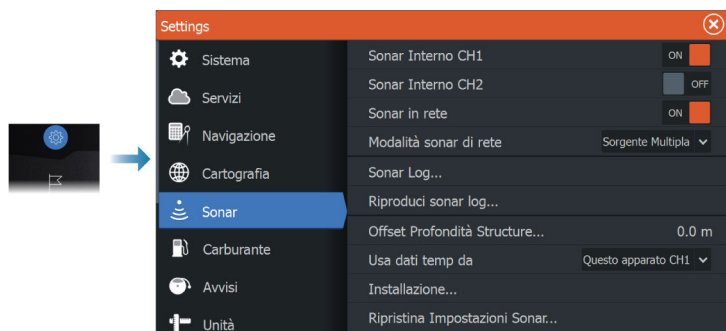 Settings
Sistema
Servizi
Navigazione
Cartografia
Sonar
Carburante
Avvisi
Unità
Sonar Interno CH1 ON
Sonar Interno CH2 OFF
Sonar in rete ON
Modalità sonar di rete Sorgente Multipla
Sonar Log...
Riproduci sonar log...
Offset Profondità Structure... 0.0 m
Usa dati temp da Questo apparato CH1
Installazione...
Ripristina Impostazioni Sonar...